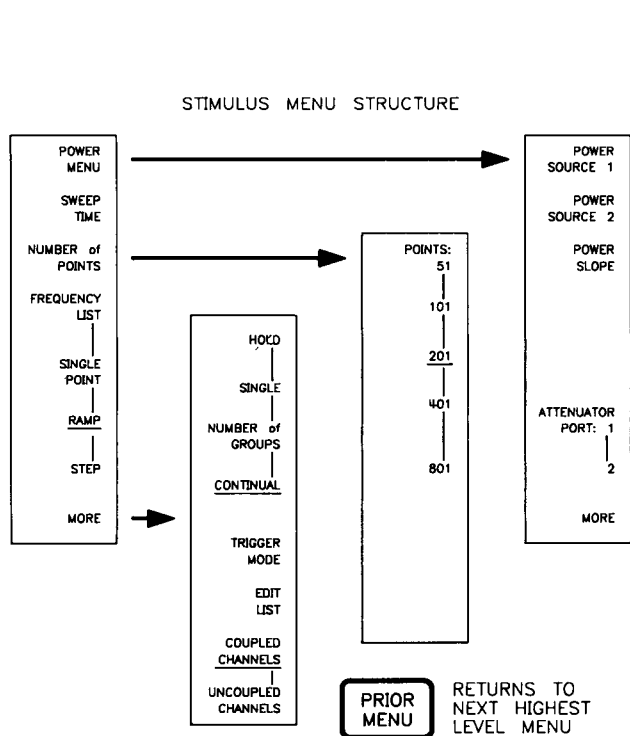 STIMULUS MENU STRUCTURE
POWER
MENU
SWEEP
TIME
NUMBER of
POINTS
FREQUENCY
LIST
SINGLE
POINT
RAMP
STEP
MORE
HOLD
SINGLE
NUMBER of
GROUPS
CONTINUAL
TRIGGER
MODE
EDIT
LIST
COUPLED
CHANNELS
UNCOUPLED
CHANNELS
POINTS:
51
101
201
401
801
POWER
SOURCE 1
POWER
SOURCE 2
POWER
SLOPE
ATTENUATOR
PORT: 1
2
MORE
PRIOR
MENU
RETURNS TO
NEXT HIGHEST
LEVEL MENU